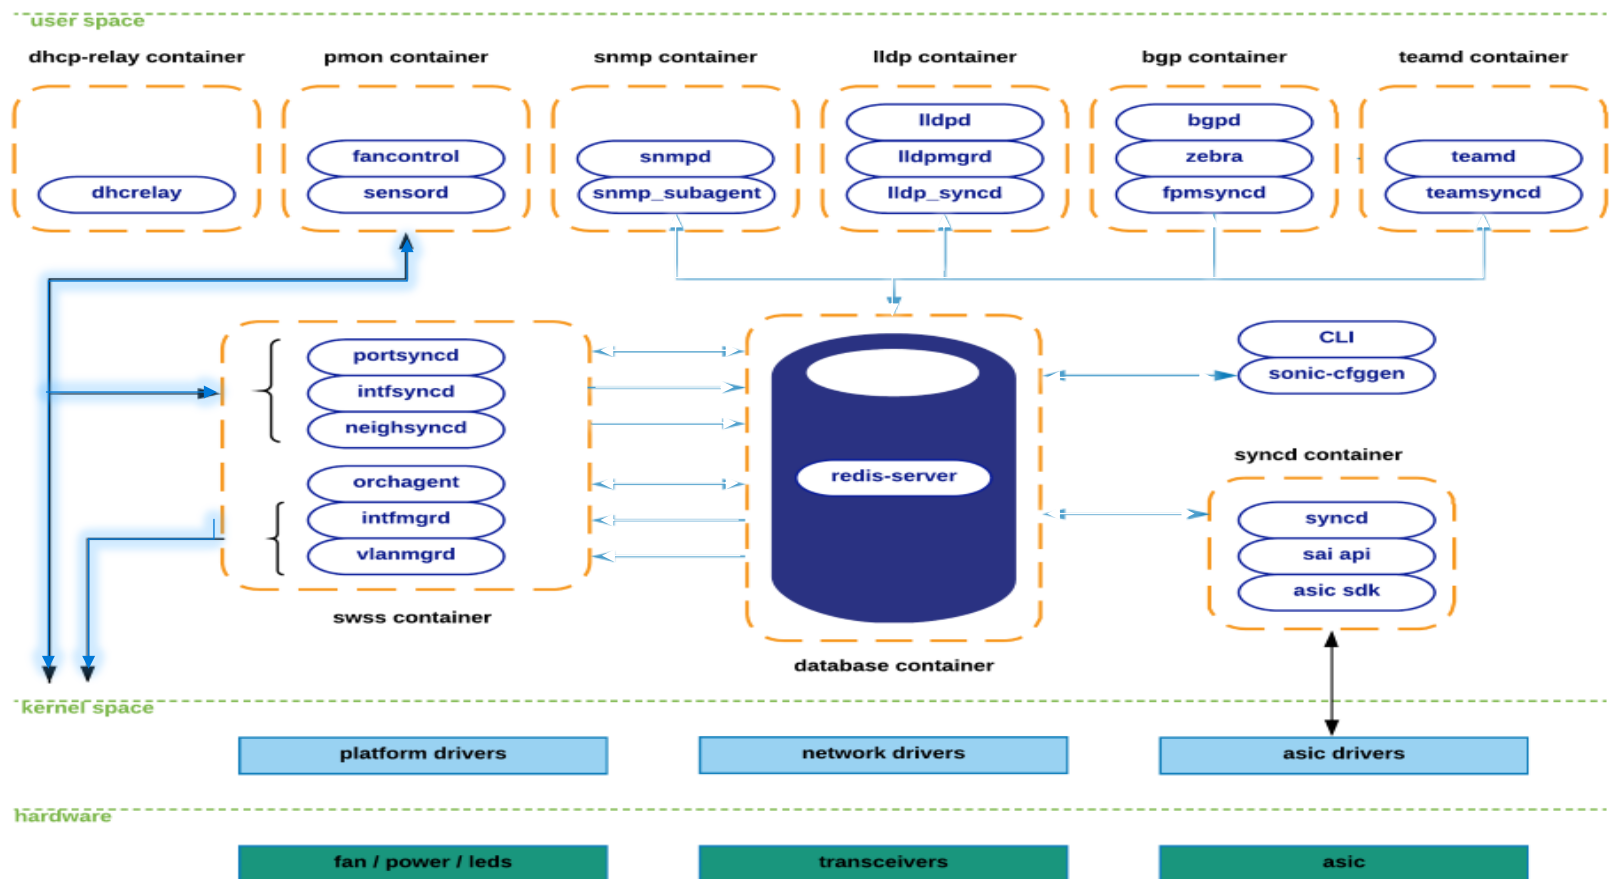 user space
dhcp-relay container
pmon container
snmp container
lldp container
bgp container
teamd container
dhcrelay
fancontrol
sensord
snmpd
snmp_subagent
lldpd
lldpmgrd
lldp_syncd
bgpd
zebra
fpmsyncd
teamd
teamsyncd
portsyncd
intfsyncd
neighsyncd
orchagent
intfmgrd
vlanmgrd
swss container
redis-server
database container
CLI
sonic-cfggen
syncd container
syncd
sai api
asic sdk
kernel space
platform drivers
network drivers
asic drivers
hardware
fan / power / leds
transceivers
asic